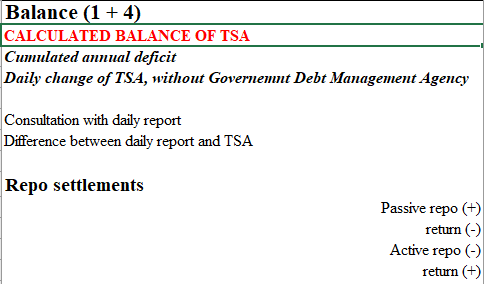 Balance (1 + 4)
CALCULATED BALANCE OF TSA
Cumulated annual deficit
Daily change of TSA, without Governemnt Debt Management Agency
Consultation with daily report
Difference between daily report and TSA
Repo settlements
Passive repo (+)
return (-)
Active repo (-)
return (+)